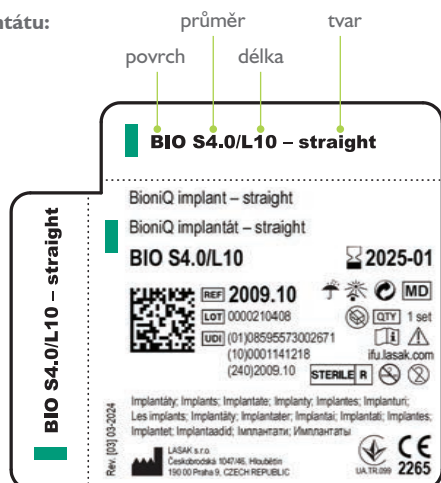 ntátu:
průměr
tvar
povrch
délka
BIO S4.0/L10 – straight
BIO S4.0/L10 – straight
BioniQ implant – straight
BioniQ implantát – straight
BIO S4.0/L10
2025-01
REF 2009.10
MD
LOT 0000210408
QTY 1 set
UDI (01)08595573002671
(10)0001141218
ifu.lasak.com
(240)2009.10
STERILE R
Implantáty; Implants; Implantate; Implanty; Implantes; Implanturi;
Les implants; Implantáty; Implantater; Implantai; Implantati; Implantes;
Implantet; Implantaadid; Імплантати; Импланты
Rev. [03] 03-2024
LASAK s.r.o.
Českobrodská 1047/46, Hloubětín
190 00 Praha 9, CZECH REPUBLIC
UA.TR.099
CE
2265